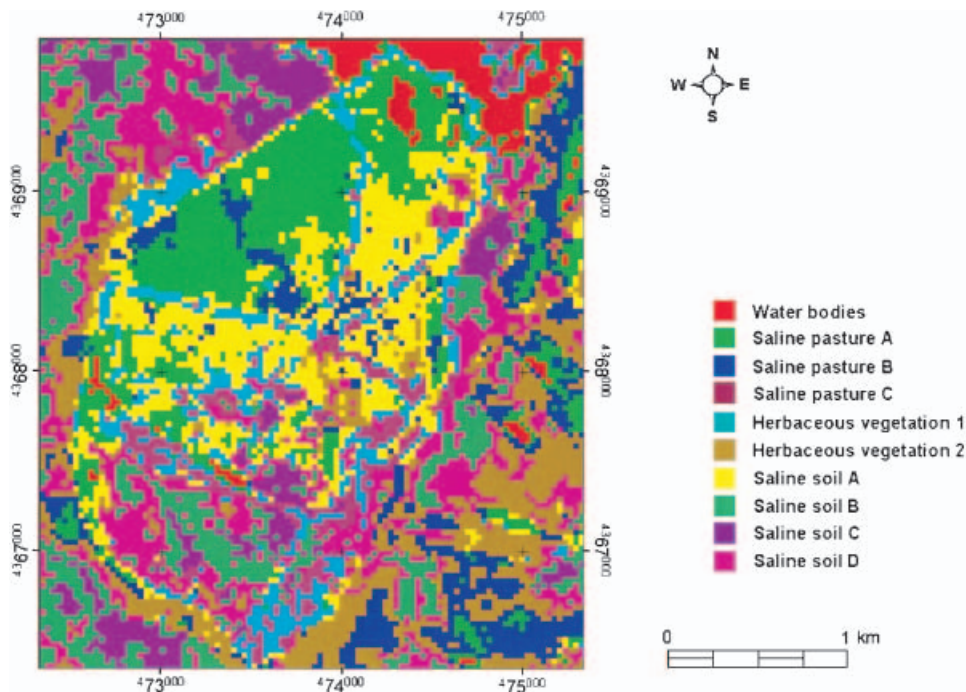 473000 474000 475000
N
W E
S
4369000 4369000
4368000 4368000
4367000 4367000
473000 474000 475000
Water bodies
Saline pasture A
Saline pasture B
Saline pasture C
Herbaceous vegetation 1
Herbaceous vegetation 2
Saline soil A
Saline soil B
Saline soil C
Saline soil D
0 1 km